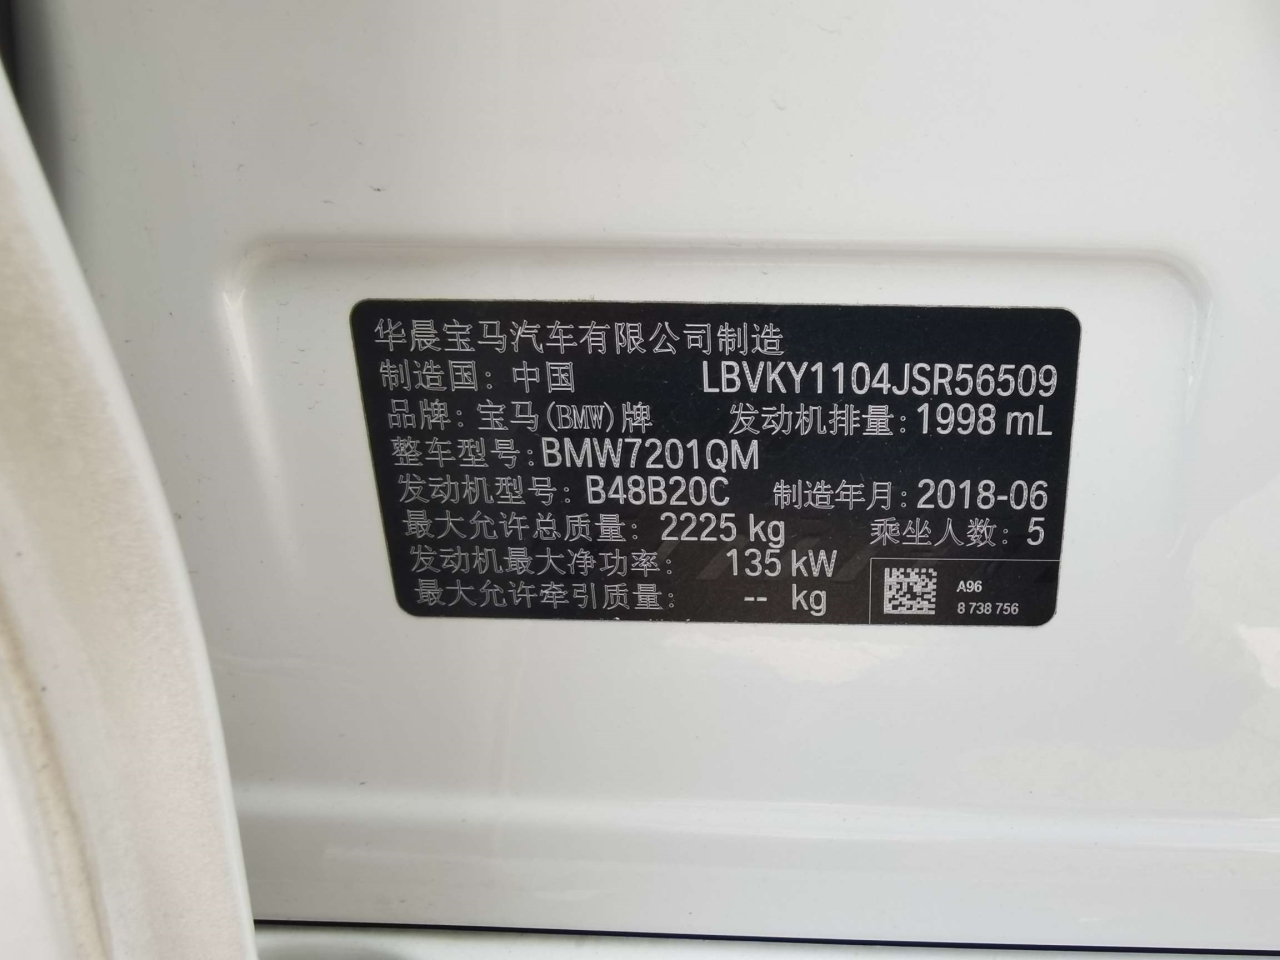 华晨宝马汽车有限公司制造
制造国: 中国 LBVKY1104JSR56509
品牌: 宝马(BMW)牌 发动机排量: 1998 mL
整车型号: BMW7201QM
发动机型号: B48B20C 制造年月: 2018-06
最大允许总质量: 2225 kg 乘坐人数: 5
发动机最大净功率: 135 kW
最大允许牵引质量: -- kg
A96
8 738 756